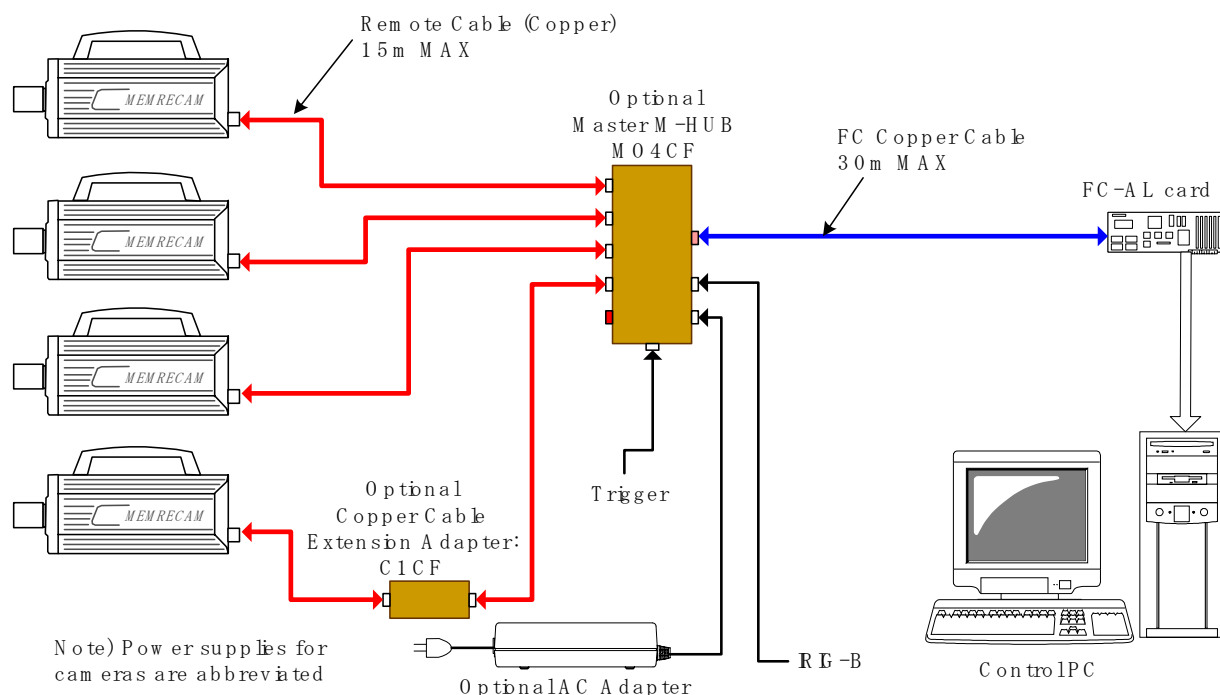 Remote Cable (Copper)
15m MAX
MEMRECAM
Optional
Master M-HUB
M04CF
FC Copper Cable
30m MAX
FC-AL card
MEMRECAM
MEMRECAM
MEMRECAM
Trigger
Optional
Copper Cable
Extension Adapter:
C1CF
Note) Power supplies for
cameras are abbreviated
Optional AC Adapter
IRIG-B
Control PC